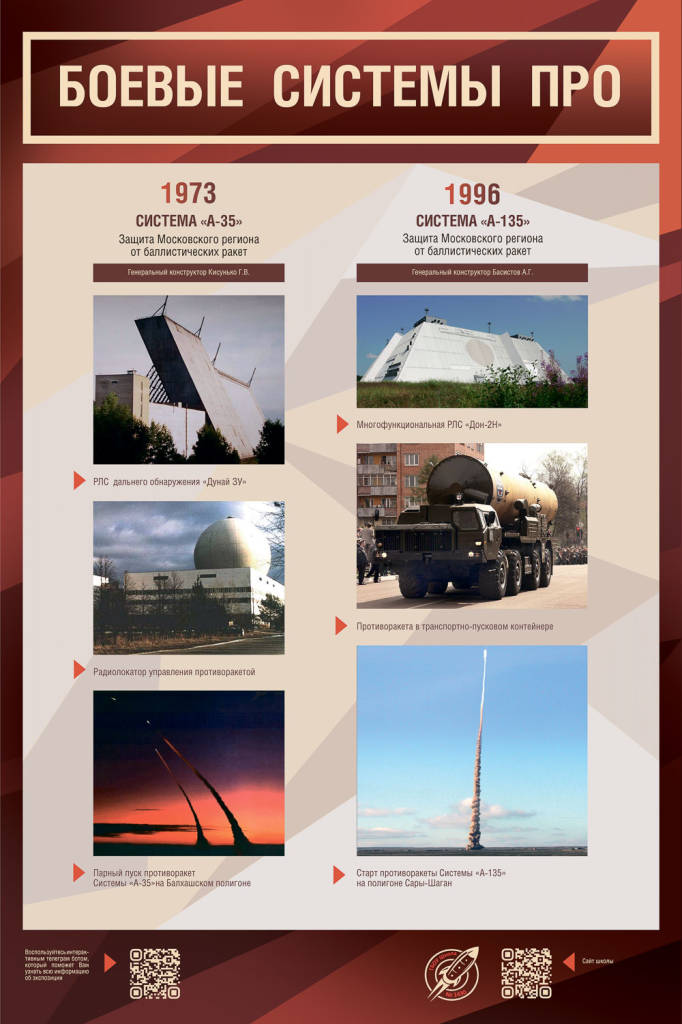 БОЕВЫЕ СИСТЕМЫ ПРО
1973
СИСТЕМА «А-35»
Защита Московского региона
от баллистических ракет
Генеральный конструктор Кисунько Г.В.
РЛС дальнего обнаружения «Дунай 3У»
Радиолокатор управления противоракетой
Парный пуск противоракет
Системы «А-35»на Балхашском полигоне
1996
СИСТЕМА «А-135»
Защита Московского региона
от баллистических ракет
Генеральный конструктор Басистов А.Г.
Многофункциональная РЛС «Дон-2Н»
Противоракета в транспортно-пусковом контейнере
Старт противоракеты Системы «А-135»
на полигоне Сары-Шаган
Воспользуйтесь интерак-
тивным телеграм ботом,
который поможет Вам
узнать всю информацию
об экспозиции
Сайт школы